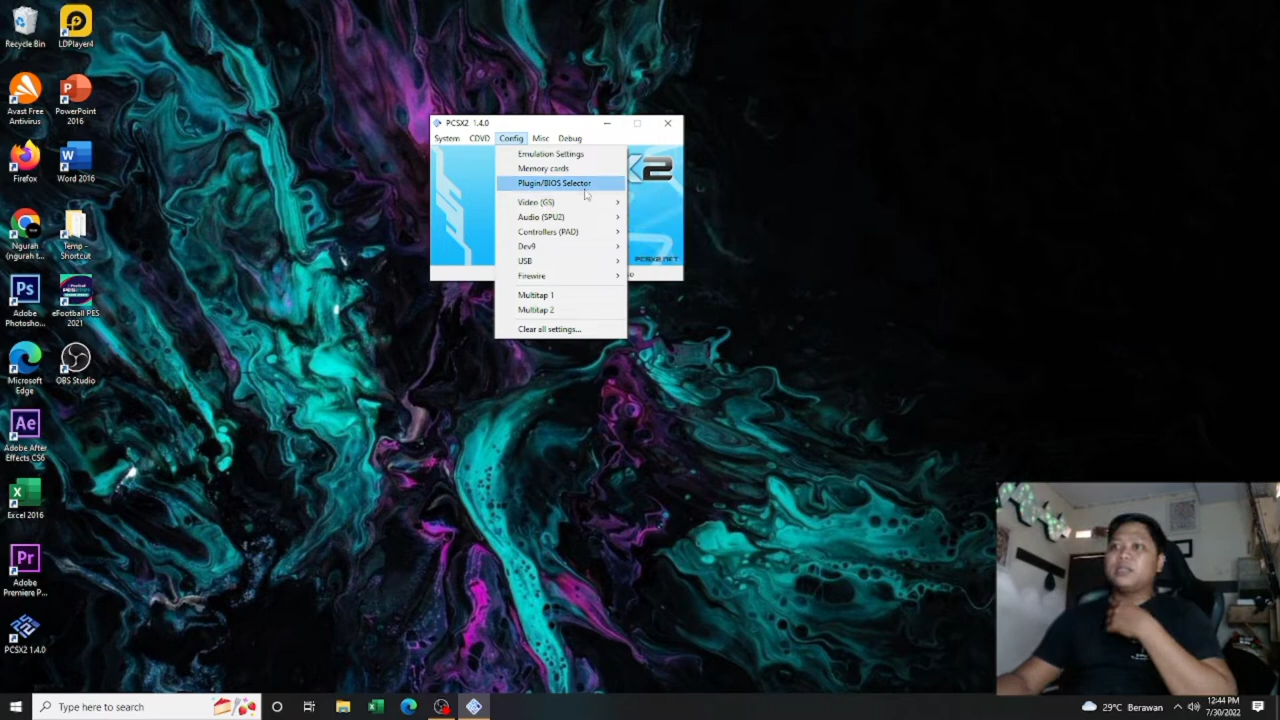 Recycle Bin
LDPlayer4
Avast Free
Antivirus
PowerPoint
2016
Firefox
Word 2016
Ngurah
(ngurah t...
Temp -
Shortcut
Adobe
Photosho...
eFootball PES
2021
Microsoft
Edge
OBS Studio
Adobe After
Effects CS6
Excel 2016
Adobe
Premiere P...
PCSX2 1.4.0
PCSX2 1.4.0
System CDVD Config Misc Debug
Emulation Settings
Memory cards
Plugin/BIOS Selector
Video (GS)
Audio (SPU2)
Controllers (PAD)
Dev9
USB
Firewire
Multitap 1
Multitap 2
Clear all settings...
PCSX2.NET
Type here to search
29°C Berawan
12:44 PM
7/30/2022